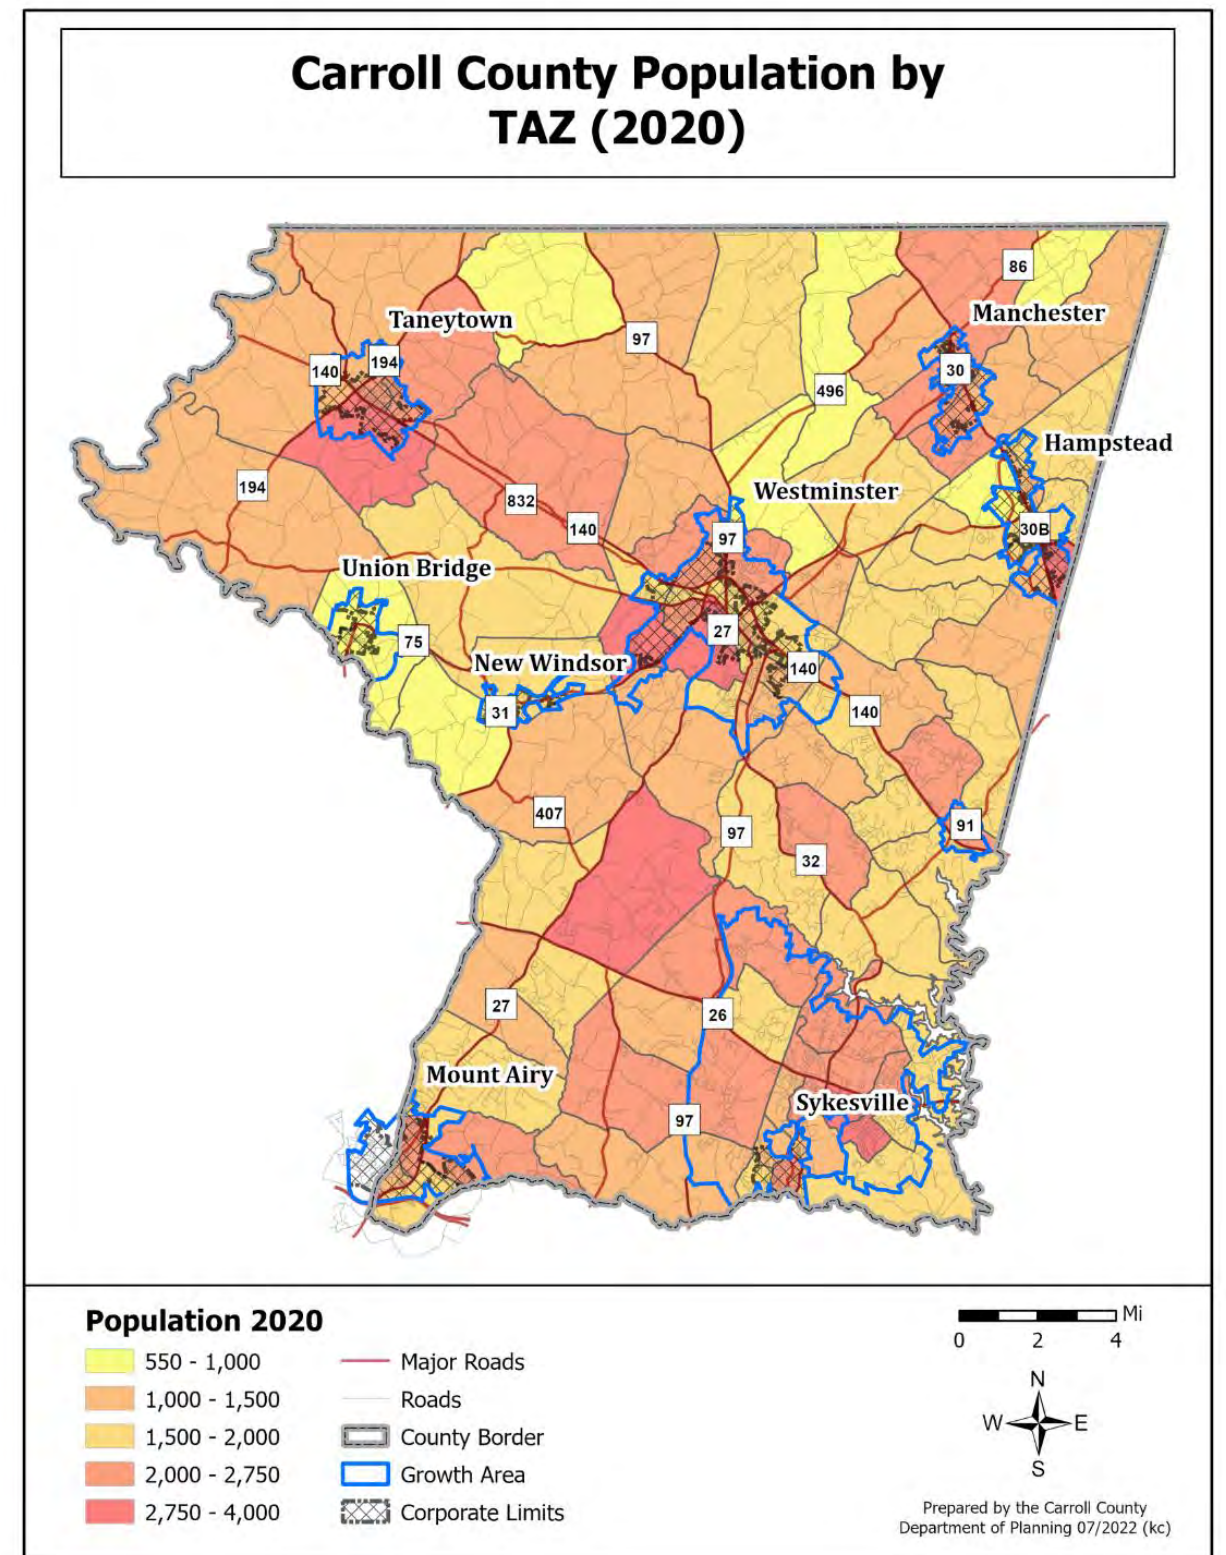 Carroll County Population by
TAZ (2020)
86
Manchester
Taneytown
97
140
194
30
496
Hampstead
194
Westminster
832
140
97
30B
Union Bridge
75
27
New Windsor
140
31
140
407
97
91
32
27
26
Mount Airy
97
Sykesville
Population 2020
550 - 1,000
1,000 - 1,500
1,500 - 2,000
2,000 - 2,750
2,750 - 4,000
Major Roads
Roads
County Border
Growth Area
Corporate Limits
Mi
0 2 4
N
W E
S
Prepared by the Carroll County
Department of Planning 07/2022 (kc)